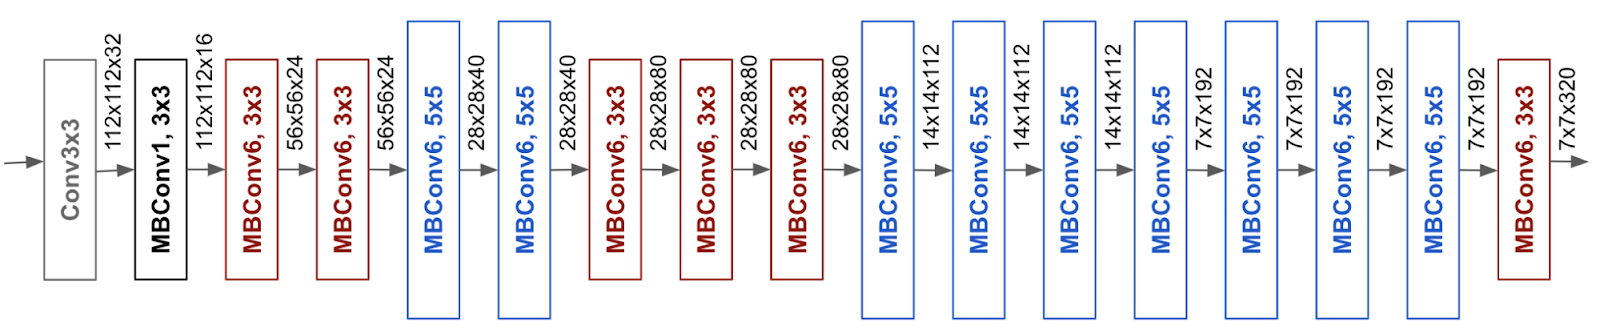 Conv3x3
112x112x32
MBConv1, 3x3
112x112x16
MBConv6, 3x3
56x56x24
MBConv6, 3x3
56x56x24
MBConv6, 5x5
28x28x40
MBConv6, 5x5
28x28x40
MBConv6, 3x3
28x28x80
MBConv6, 3x3
28x28x80
MBConv6, 3x3
28x28x80
MBConv6, 5x5
14x14x112
MBConv6, 5x5
14x14x112
MBConv6, 5x5
14x14x112
MBConv6, 5x5
7x7x192
MBConv6, 5x5
7x7x192
MBConv6, 5x5
7x7x192
MBConv6, 5x5
7x7x192
MBConv6, 3x3
7x7x320